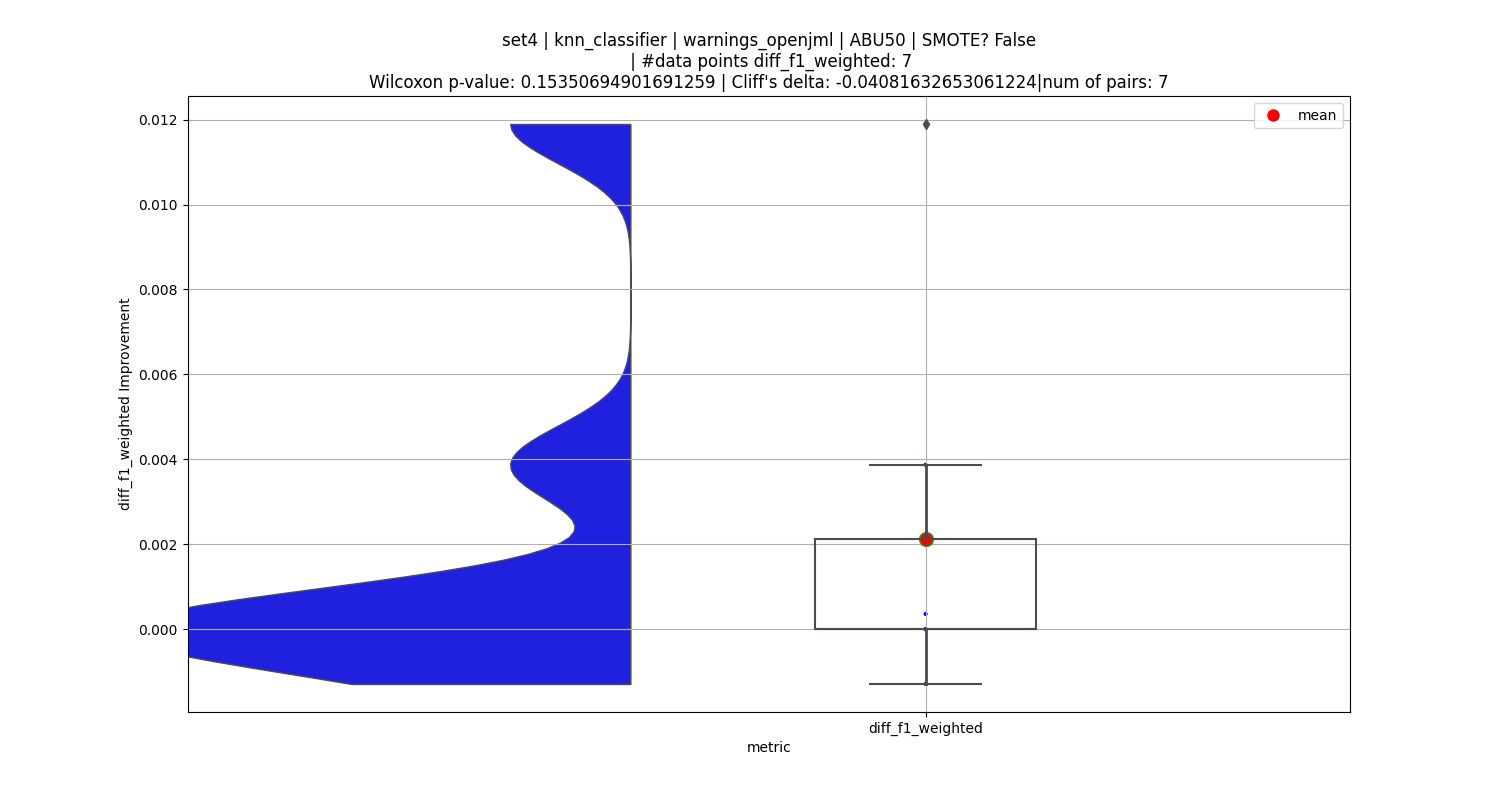 set4 | knn_classifier | warnings_openjml | ABU50 | SMOTE? False
| #data points diff_f1_weighted: 7
Wilcoxon p-value: 0.15350694901691259 | Cliff's delta: -0.04081632653061224|num of pairs: 7
mean
0.012
0.010
0.008
0.006
0.004
0.002
0.000
diff_f1_weighted Improvement
diff_f1_weighted
metric